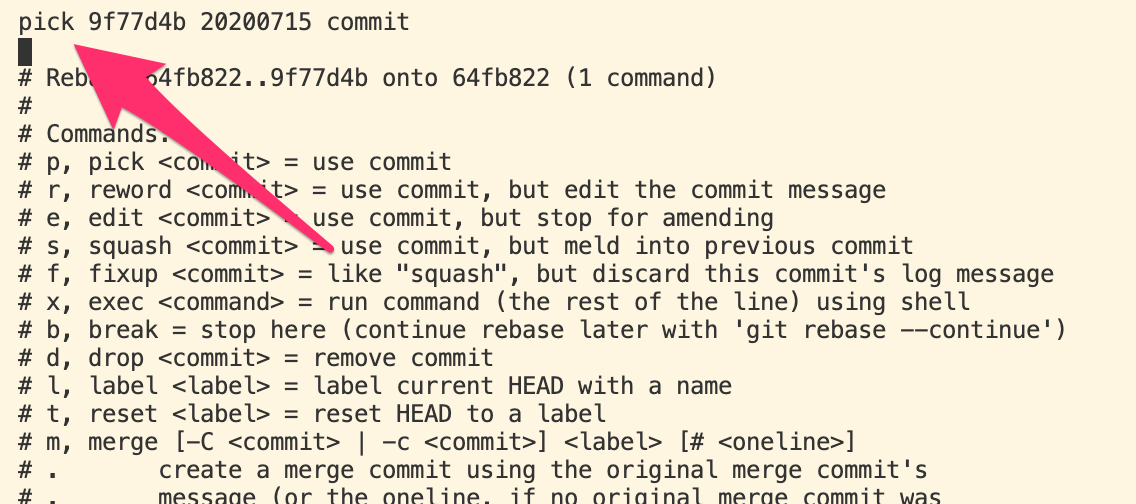 pick 9f77d4b 20200715 commit
# Reb 64fb822..9f77d4b onto 64fb822 (1 command)
#
# Commands:
# p, pick <commit> = use commit
# r, reword <commit> = use commit, but edit the commit message
# e, edit <commit> = use commit, but stop for amending
# s, squash <commit> = use commit, but meld into previous commit
# f, fixup <commit> = like "squash", but discard this commit's log message
# x, exec <command> = run command (the rest of the line) using shell
# b, break = stop here (continue rebase later with 'git rebase --continue')
# d, drop <commit> = remove commit
# l, label <label> = label current HEAD with a name
# t, reset <label> = reset HEAD to a label
# m, merge [-C <commit> | -c <commit>] <label> [# <oneline>]
# . create a merge commit using the original merge commit's
# . message (or the oneline, if no original merge commit was